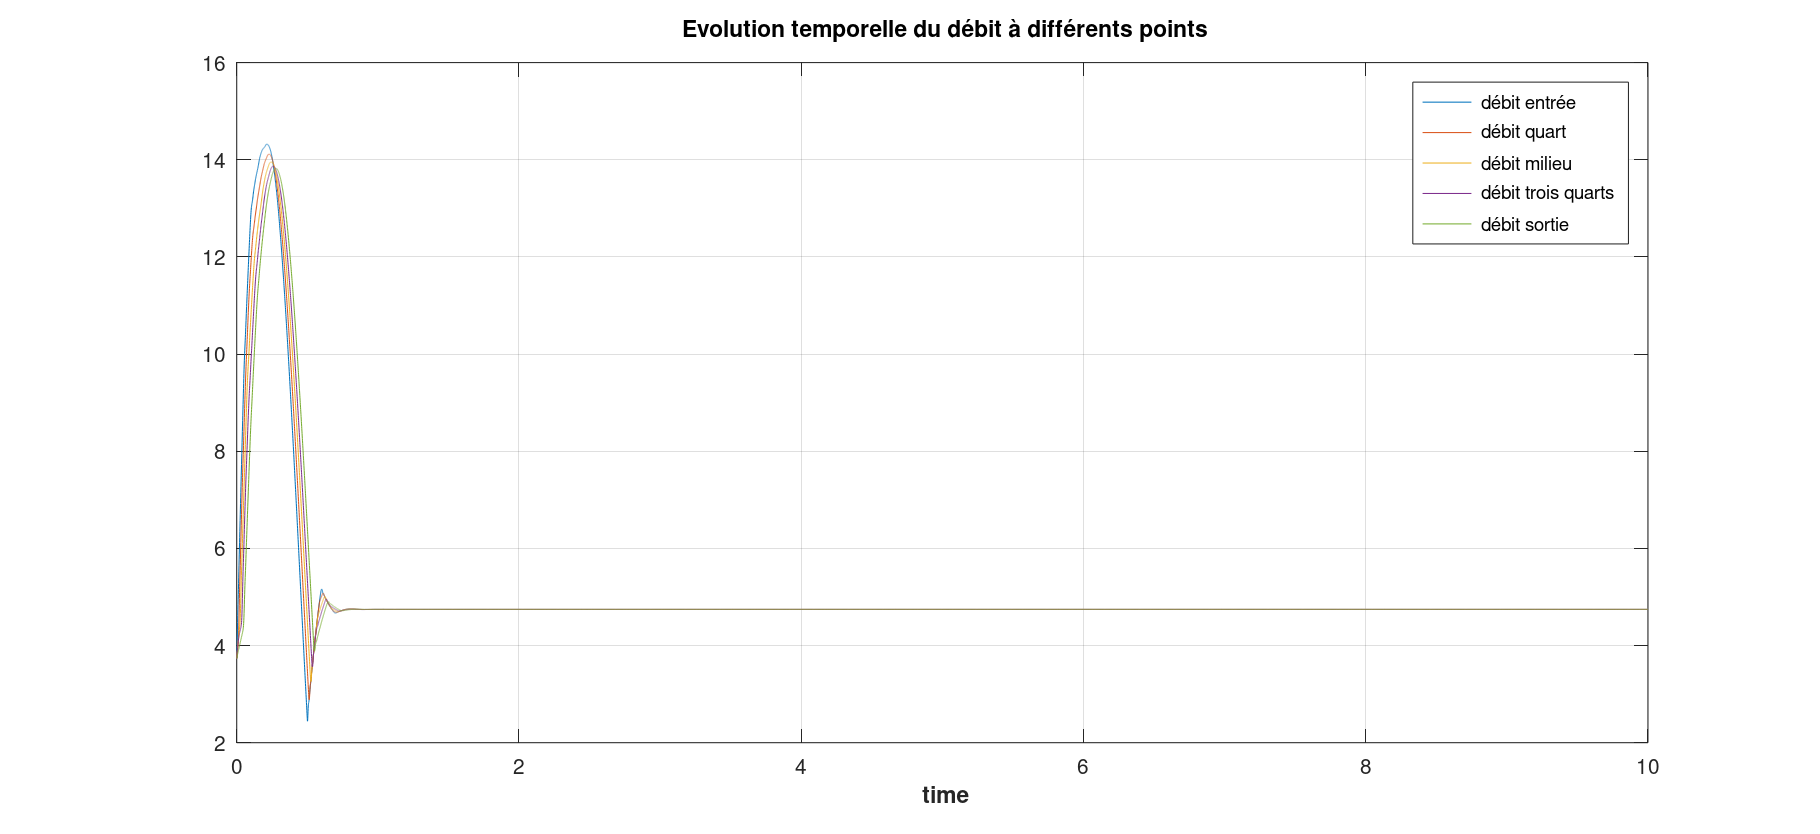 Evolution temporelle du débit à différents points
16
14
12
10
8
6
4
2
0 2 4 6 8 10
time
débit entrée
débit quart
débit milieu
débit trois quarts
débit sortie